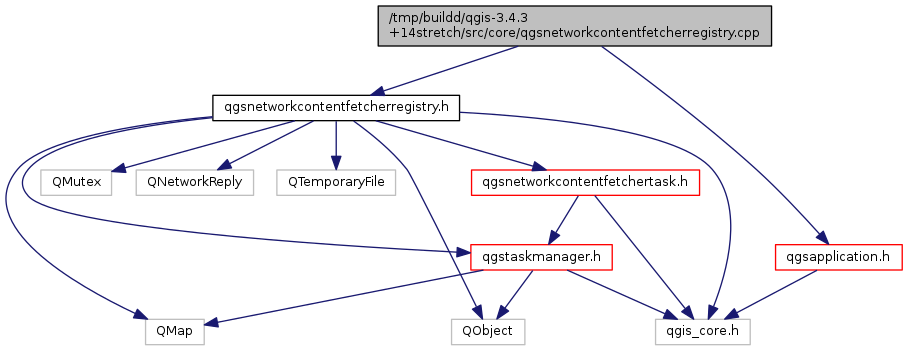 /tmp/buildd/qgis-3.4.3
+14stretch/src/core/qgsnetworkcontentfetcherregistry.cpp
qgsnetworkcontentfetcherregistry.h
QMutex
QNetworkReply
QTemporaryFile
qgsnetworkcontentfetchertask.h
qgstaskmanager.h
qgsapplication.h
QMap
QObject
qgis_core.h